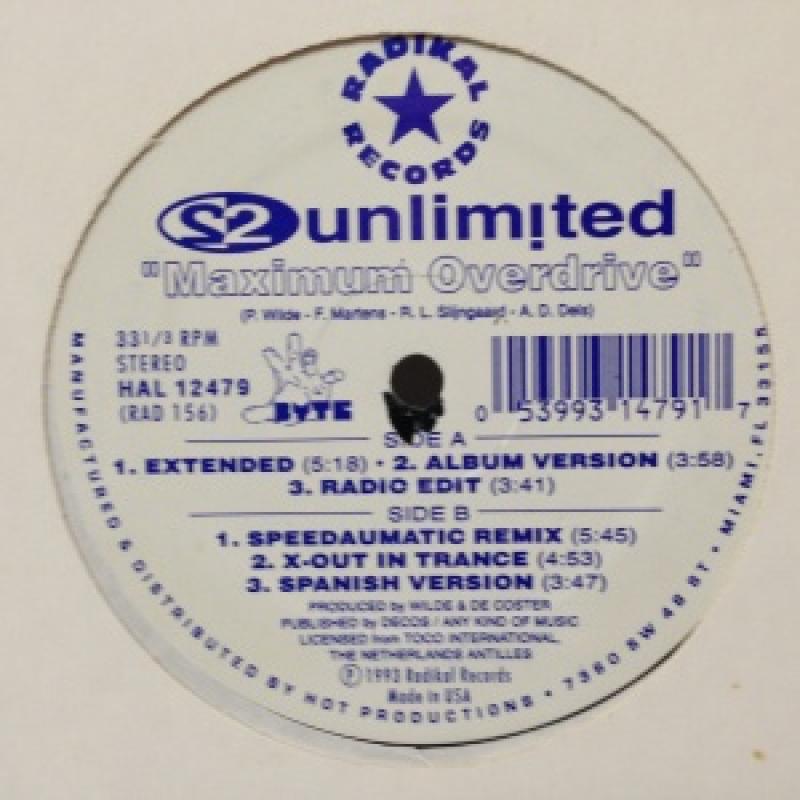 RADIKAL
RECORDS
2 unlimited
"Maximum Overdrive"
(P. Wilde - F. Martens - R. L. Slijngaard - A. D. Dels)
33 1/3 RPM
STEREO
HAL 12479
(RAD 156)
BYTE
0 53993 14791 7
SIDE A
1. EXTENDED (5:18) • 2. ALBUM VERSION (3:58)
3. RADIO EDIT (3:41)
SIDE B
1. SPEEDAUMATIC REMIX (5:45)
2. X-OUT IN TRANCE (4:53)
3. SPANISH VERSION (3:47)
PRODUCED by WILDE & DE COSTER
PUBLISHED by DECOS / ANY KIND OF MUSIC
LICENSED from TOCO INTERNATIONAL,
THE NETHERLANDS ANTILLES
Ⓟ 1993 Radikal Records
Made in USA
MANUFACTURED & DISTRIBUTED BY HOT PRODUCTIONS • 7360 SW 48 ST • MIAMI, FL 33155